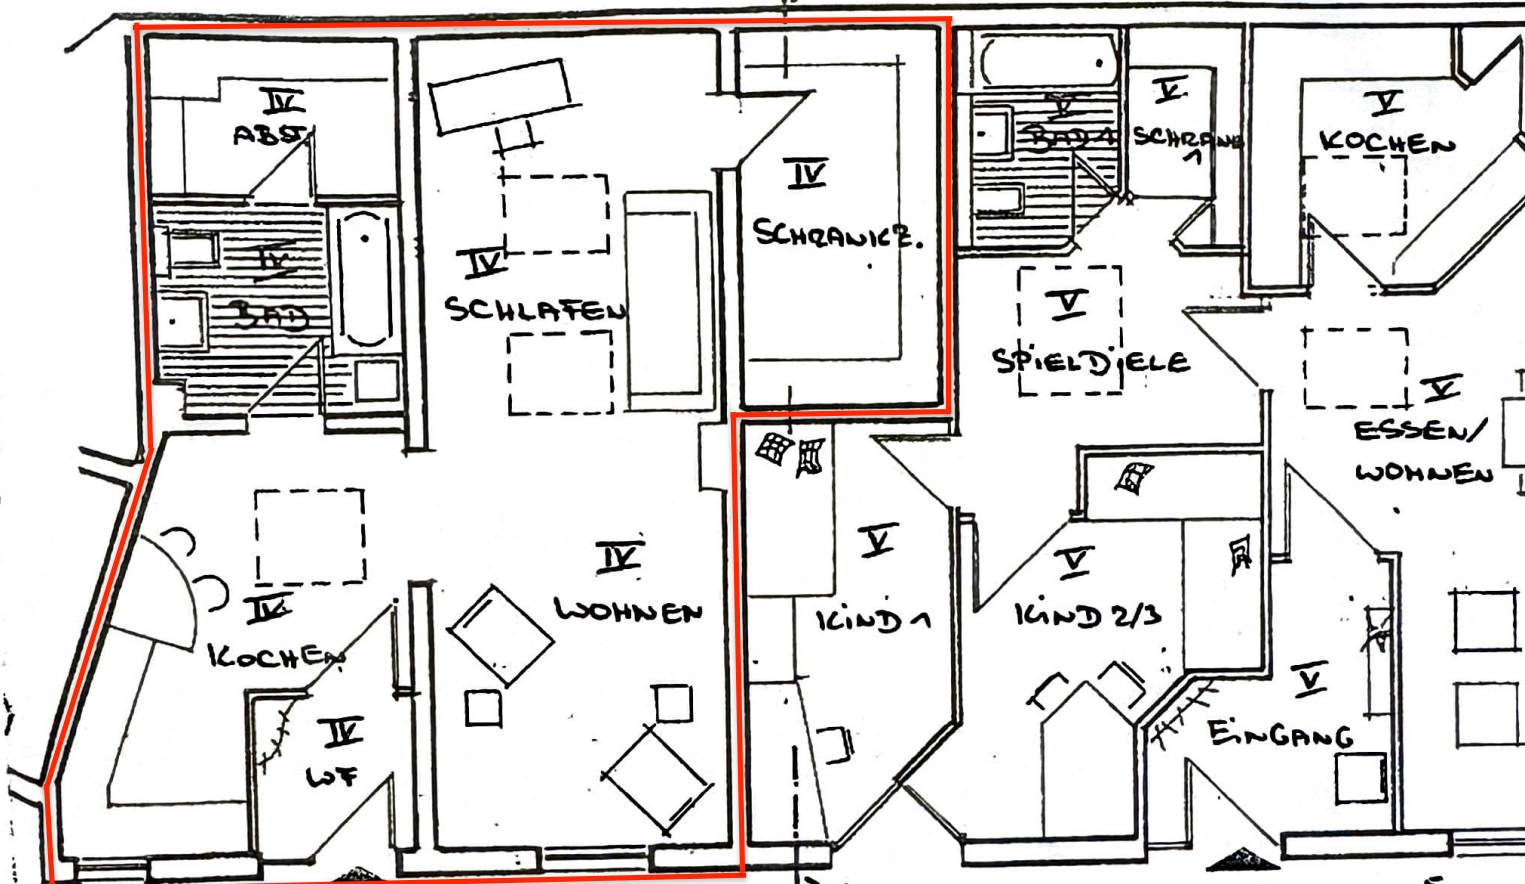 IV
ABST.
IV
BAD
IV
SCHLAFEN
IV
SCHRANKZ.
V
BAD 1
V
SCHRANK
1
V
KOCHEN
V
SPIELDIELE
V
ESSEN/
WOHNEN
IV
KOCHEN
IV
WOHNEN
IV
WF
V
KIND 1
V
KIND 2/3
V
EINGANG